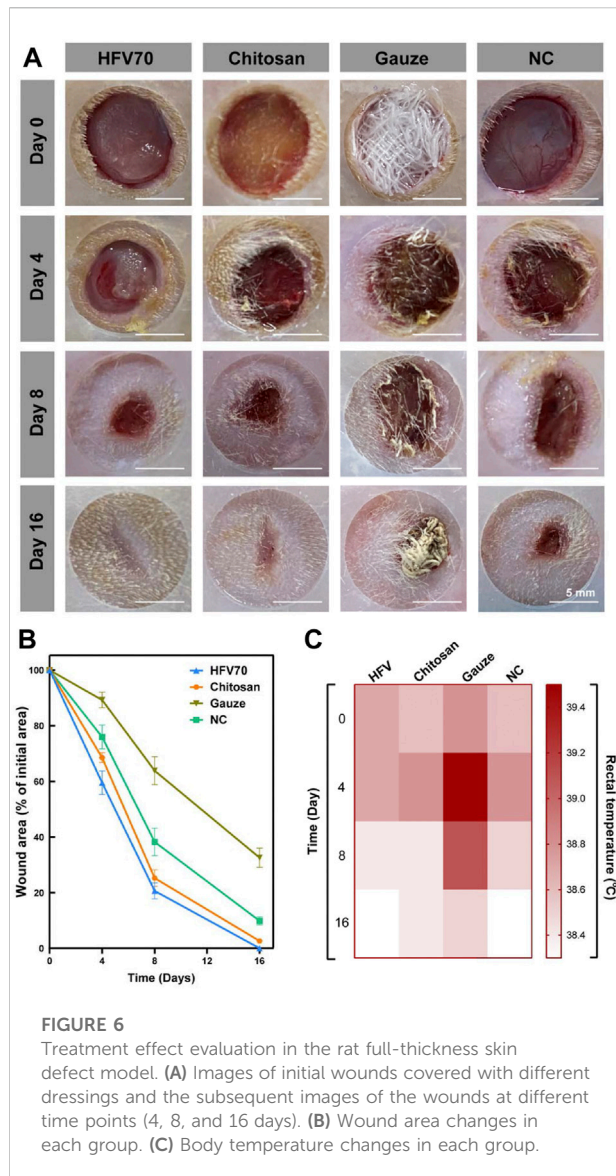 A
HFV70 Chitosan Gauze NC
Day 0
Day 4
Day 8
Day 16
5 mm
B
HFV70
Chitosan
Gauze
NC
Wound area (% of initial area)
100
80
60
40
20
0
0 4 8 12 16
Time (Days)
C
HFV Chitosan Gauze NC
Time (Day)
0
4
8
16
39.4
39.2
39.0
38.8
38.6
38.4
Rectal temperature (°C)
FIGURE 6
Treatment effect evaluation in the rat full-thickness skin
defect model. (A) Images of initial wounds covered with different
dressings and the subsequent images of the wounds at different
time points (4, 8, and 16 days). (B) Wound area changes in
each group. (C) Body temperature changes in each group.